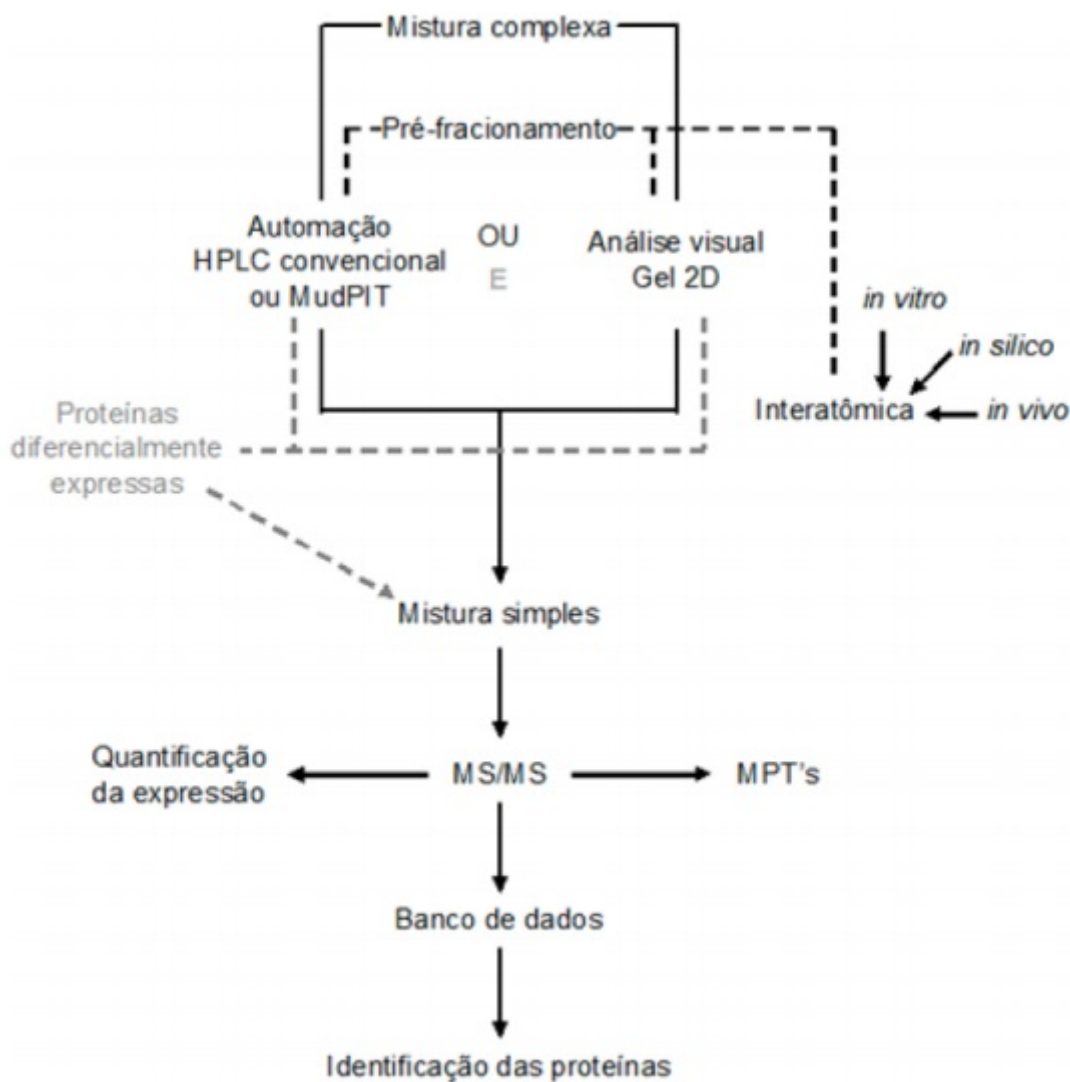 Mistura complexa
Pré-fracionamento
Automação
HPLC convencional
ou MudPIT
OU
E
Análise visual
Gel 2D
in vitro
in silico
in vivo
Interatômica
Proteínas
diferencialmente
expressas
Mistura simples
Quantificação
da expressão
MS/MS
MPT's
Banco de dados
Identificação das proteínas